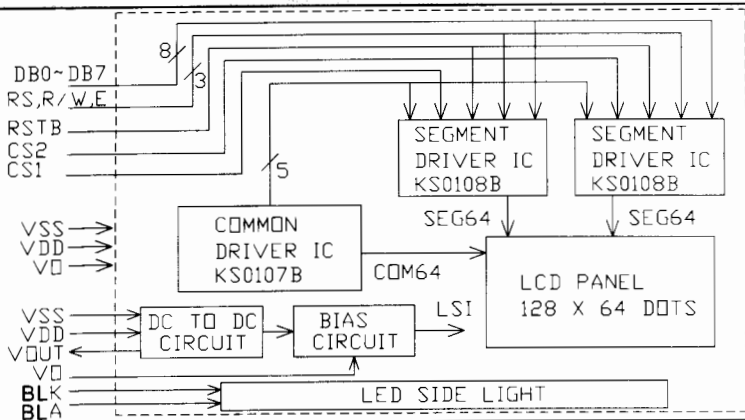 8
DB0~DB7
3
RS,R/W,E
RSTB
CS2
CS1
5
SEGMENT
DRIVER IC
KS0108B
SEGMENT
DRIVER IC
KS0108B
SEG64
SEG64
VSS
VDD
VO
COMMON
DRIVER IC
KS0107B
COM64
LCD PANEL
128 X 64 DOTS
VSS
VDD
VOUT
VO
DC TO DC
CIRCUIT
BIAS
CIRCUIT
LSI
BLK
BLA
LED SIDE LIGHT